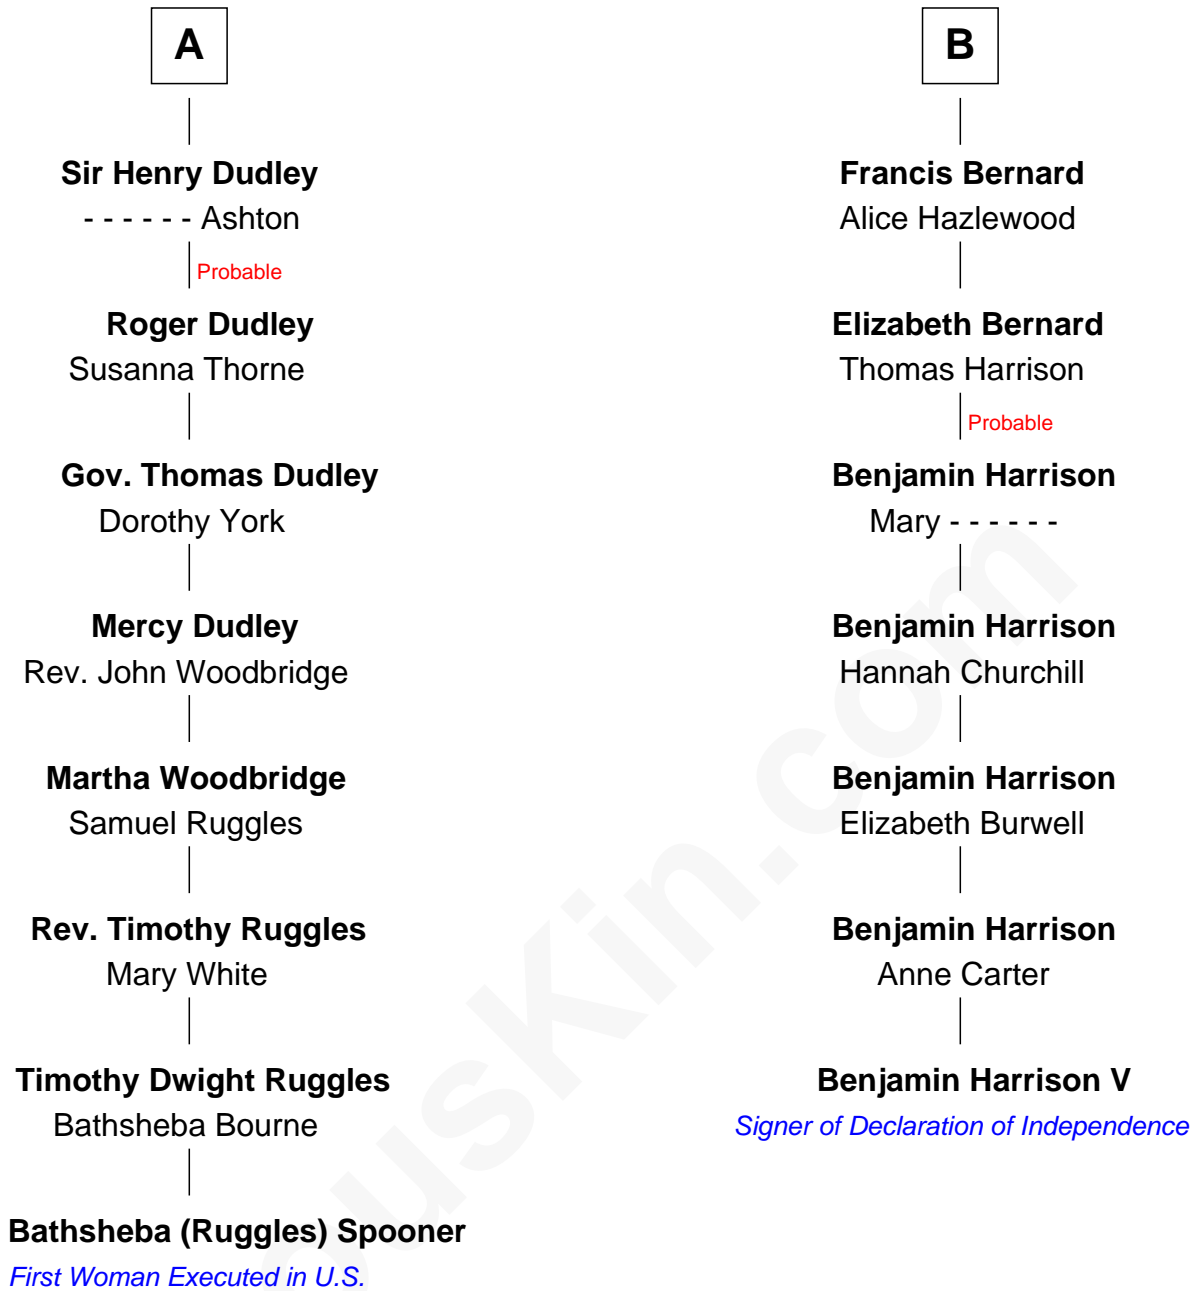 A
Sir Henry Dudley
- - - - - - Ashton
Probable
Roger Dudley
Susanna Thorne
Gov. Thomas Dudley
Dorothy York
Mercy Dudley
Rev. John Woodbridge
Martha Woodbridge
Samuel Ruggles
Rev. Timothy Ruggles
Mary White
Timothy Dwight Ruggles
Bathsheba Bourne
Bathsheba (Ruggles) Spooner
First Woman Executed in U.S.
B
Francis Bernard
Alice Hazlewood
Elizabeth Bernard
Thomas Harrison
Probable
Benjamin Harrison
Mary - - - - - -
Benjamin Harrison
Hannah Churchill
Benjamin Harrison
Elizabeth Burwell
Benjamin Harrison
Anne Carter
Benjamin Harrison V
Signer of Declaration of Independence
ousKin.com